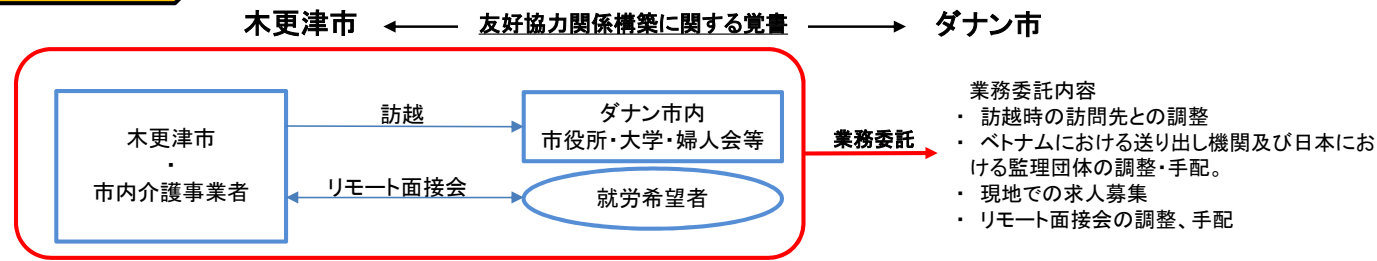 木更津市 友好協力関係構築に関する覚書 ダナン市
木更津市
・
市内介護事業者
訪越
リモート面接会
ダナン市内
市役所・大学・婦人会等
就労希望者
業務委託
業務委託内容
・ 訪越時の訪問先との調整
・ ベトナムにおける送り出し機関及び日本にお
ける監理団体の調整・手配。
・ 現地での求人募集
・ リモート面接会の調整、手配